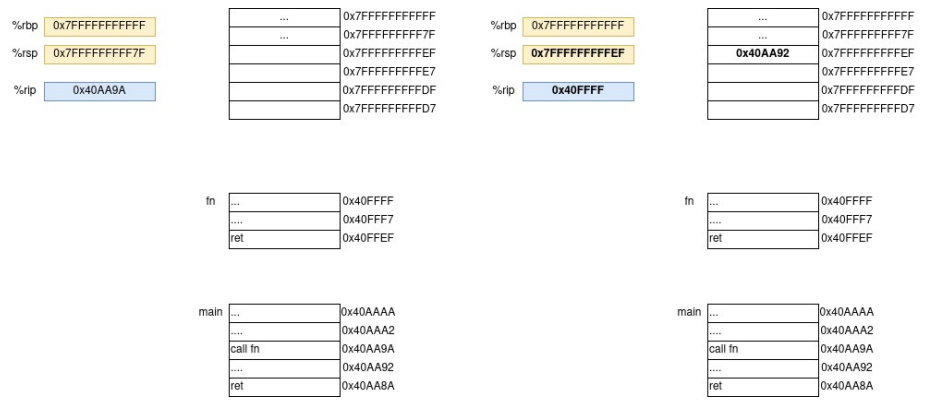 %rbp 0x7FFFFFFFFFFF
%rsp 0x7FFFFFFFFF7F
%rip 0x40AA9A
... 0x7FFFFFFFFFFF
... 0x7FFFFFFFFF7F
0x7FFFFFFFFFEF
0x7FFFFFFFFFE7
0x7FFFFFFFFFDF
0x7FFFFFFFFFD7
fn ... 0x40FFFF
.... 0x40FFF7
ret 0x40FFEF
main ... 0x40AAAA
.... 0x40AAA2
call fn 0x40AA9A
.... 0x40AA92
ret 0x40AA8A
%rbp 0x7FFFFFFFFFFF
%rsp 0x7FFFFFFFFFEF
%rip 0x40FFFF
... 0x7FFFFFFFFFFF
... 0x7FFFFFFFFF7F
0x40AA92 0x7FFFFFFFFFEF
0x7FFFFFFFFFE7
0x7FFFFFFFFFDF
0x7FFFFFFFFFD7
fn ... 0x40FFFF
.... 0x40FFF7
ret 0x40FFEF
main ... 0x40AAAA
.... 0x40AAA2
call fn 0x40AA9A
.... 0x40AA92
ret 0x40AA8A